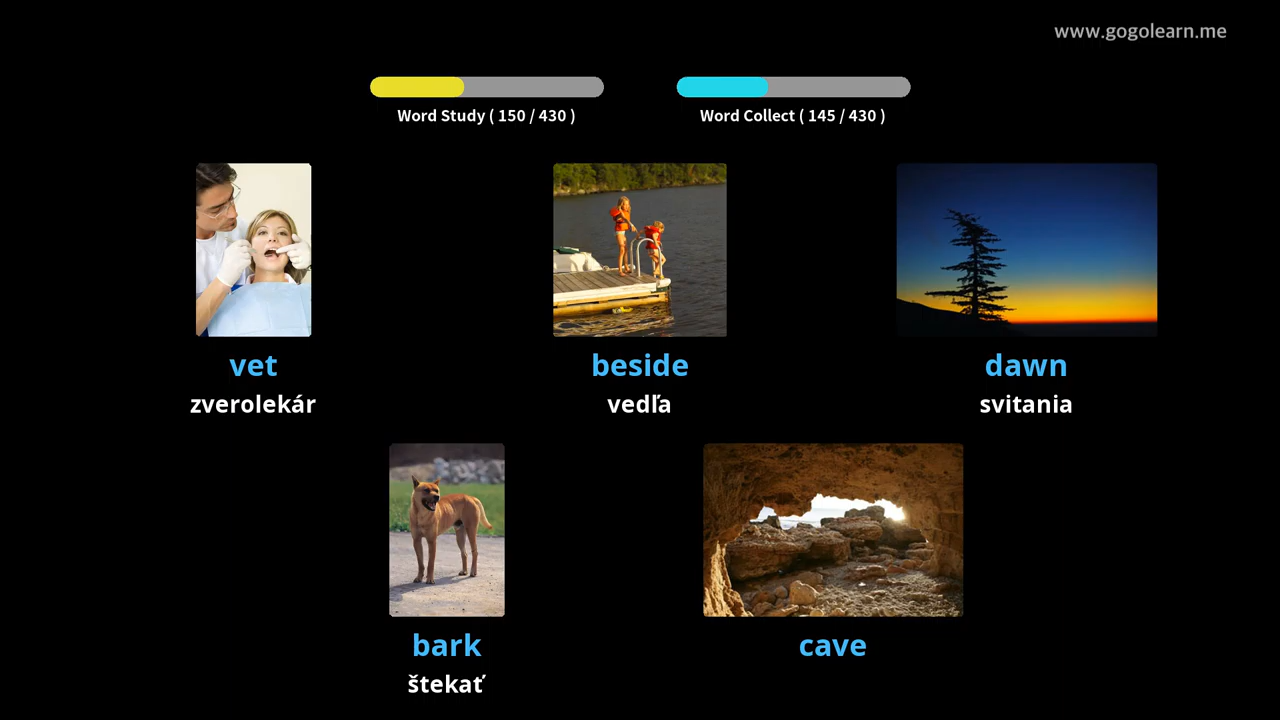 www.gogolearn.me
Word Study ( 150 / 430 )
Word Collect ( 145 / 430 )
vet
zverolekár
beside
vedľa
dawn
svitania
bark
štekať
cave